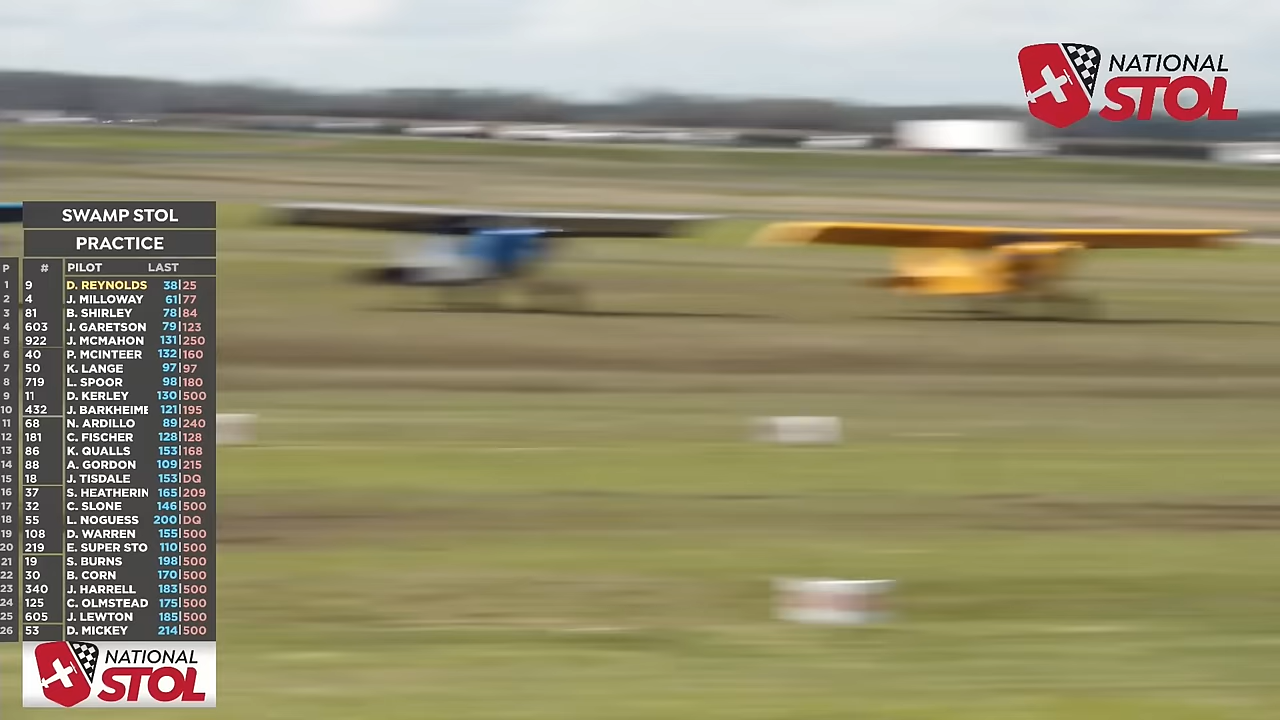 NATIONAL
STOL
SWAMP STOL
PRACTICE
P # PILOT LAST
1 9 D. REYNOLDS 38|25
2 4 J. MILLOWAY 61|77
3 81 B. SHIRLEY 78|84
4 603 J. GARETSON 79|123
5 922 J. MCMAHON 131|250
6 40 P. MCINTEER 132|160
7 50 K. LANGE 97|97
8 719 L. SPOOR 98|180
9 11 D. KERLEY 130|500
10 432 J. BARKHEIME 121|195
11 68 N. ARDILLO 89|240
12 181 C. FISCHER 128|128
13 86 K. QUALLS 153|168
14 88 A. GORDON 109|215
15 18 J. TISDALE 153|DQ
16 37 S. HEATHERIN 165|209
17 32 C. SLONE 146|500
18 55 L. NOGUESS 200|DQ
19 108 D. WARREN 155|500
20 219 E. SUPER STO 110|500
21 19 S. BURNS 198|500
22 30 B. CORN 170|500
23 340 J. HARRELL 183|500
24 125 C. OLMSTEAD 175|500
25 605 J. LEWTON 185|500
26 53 D. MICKEY 214|500
NATIONAL
STOL